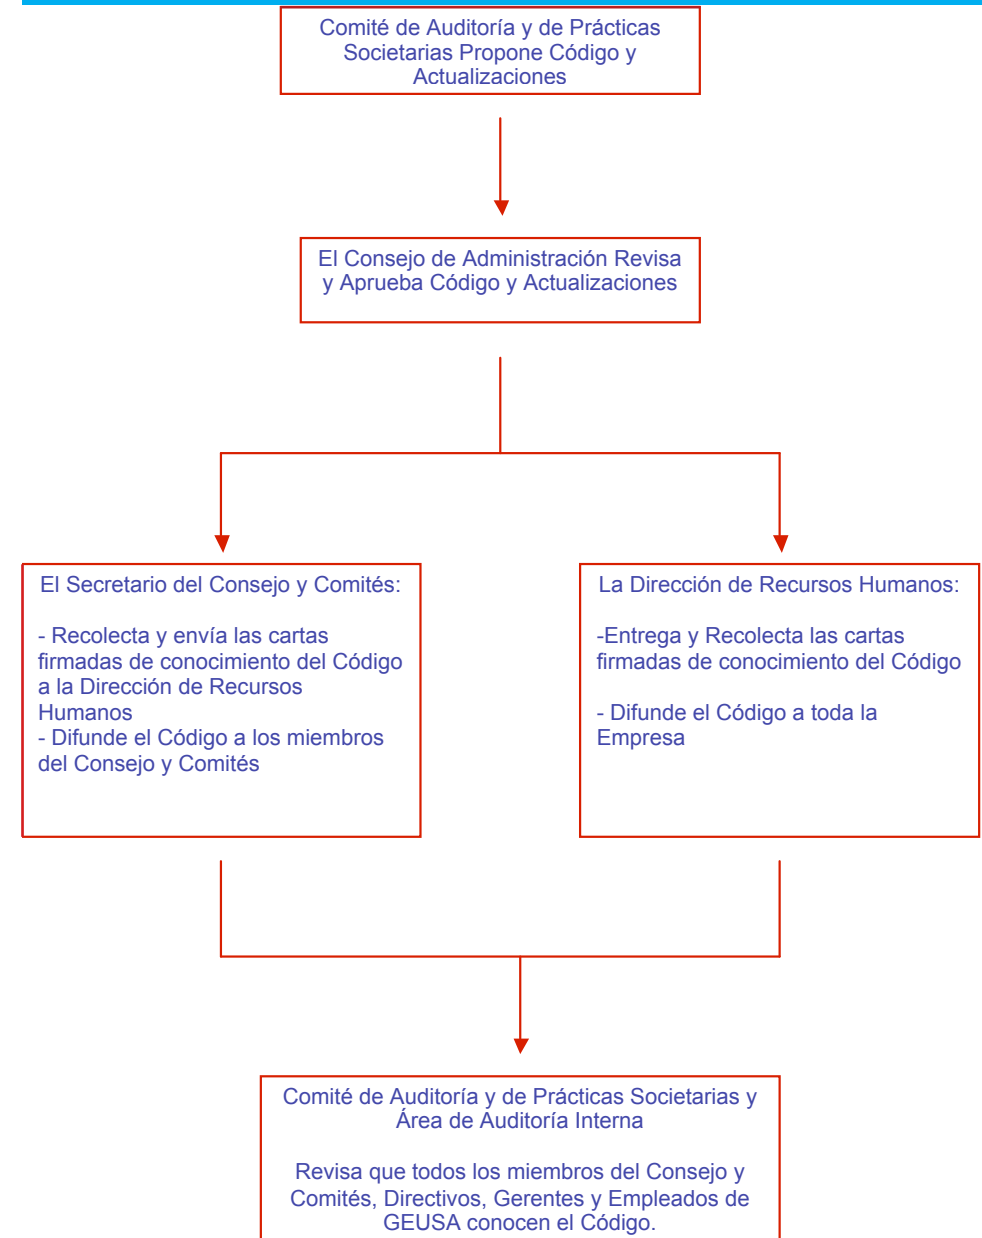 Comité de Auditoría y de Prácticas
Societarias Propone Código y
Actualizaciones
El Consejo de Administración Revisa
y Aprueba Código y Actualizaciones
El Secretario del Consejo y Comités:
- Recolecta y envía las cartas
firmadas de conocimiento del Código
a la Dirección de Recursos
Humanos
- Difunde el Código a los miembros
del Consejo y Comités
La Dirección de Recursos Humanos:
-Entrega y Recolecta las cartas
firmadas de conocimiento del Código
- Difunde el Código a toda la
Empresa
Comité de Auditoría y de Prácticas Societarias y
Área de Auditoría Interna
Revisa que todos los miembros del Consejo y
Comités, Directivos, Gerentes y Empleados de
GEUSA conocen el Código.